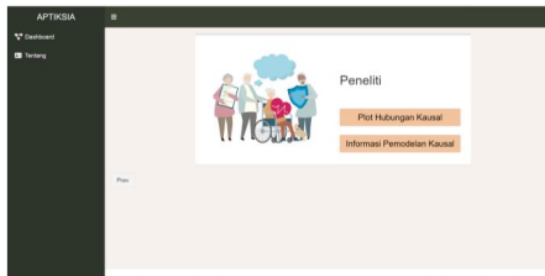 APTIKSIA
Dashboard
Tentang
Peneliti
Plot Hubungan Kausal
Informasi Pemodelan Kausal
Prev